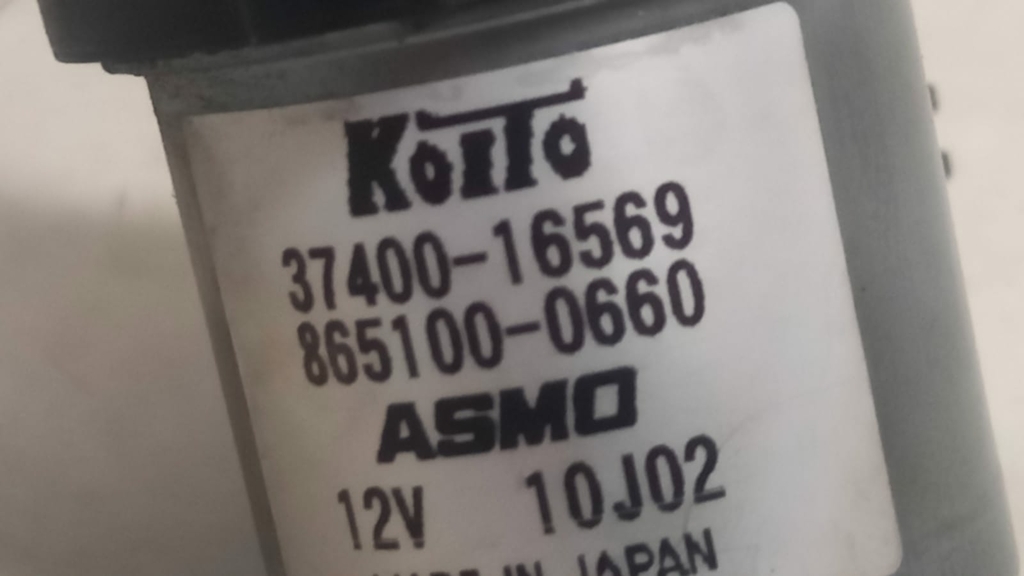 KoiTo
37400-16569
865100-0660
ASMO
12V 10J02
MADE IN JAPAN